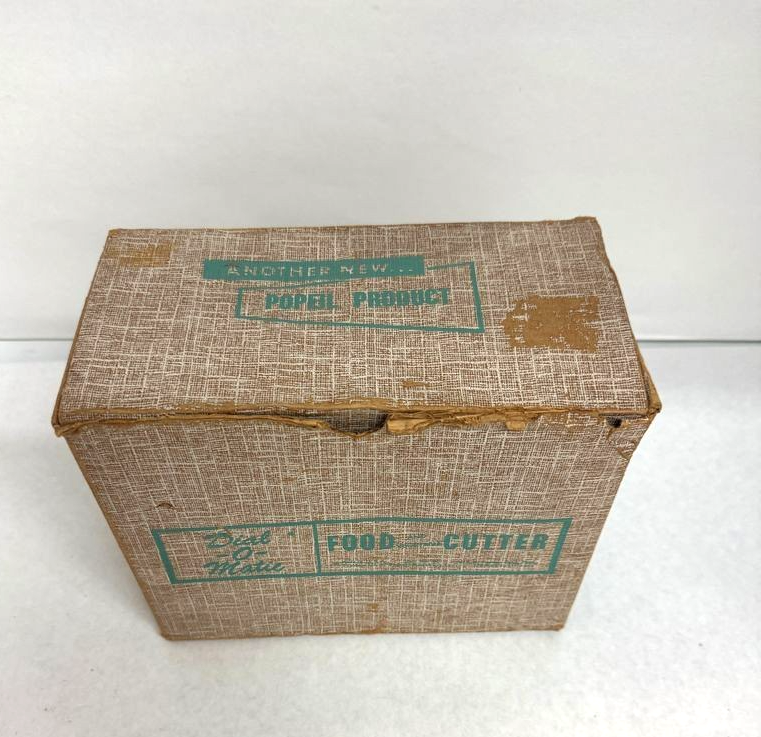 ANOTHER NEW...
POPEIL PRODUCT
Dial
-O-
Matic
FOOD CUTTER